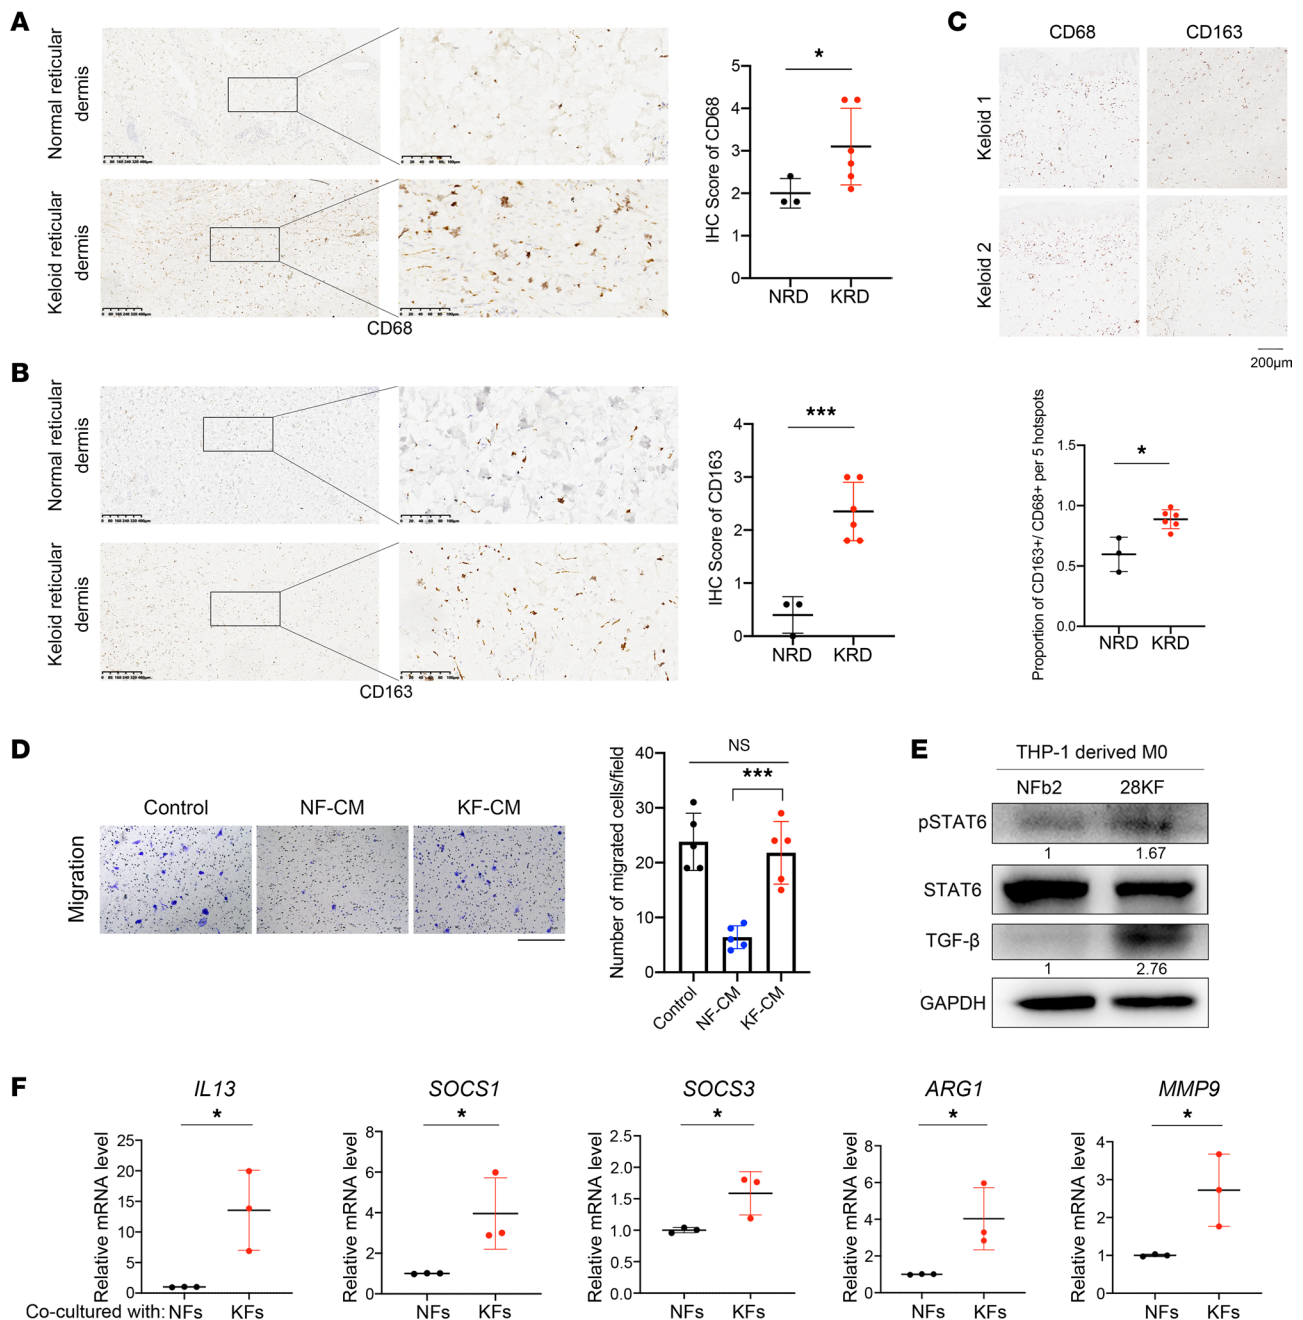 A
Normal reticular
dermis
Keloid reticular
dermis
CD68
IHC Score of CD68
5
4
3
2
1
0
*
NRD KRD
C
CD68 CD163
Keloid 1
Keloid 2
200μm
Proportion of CD163+/ CD68+ per 5 hotspots
1.5
1.0
0.5
0.0
*
NRD KRD
B
Normal reticular
dermis
Keloid reticular
dermis
CD163
IHC Score of CD163
4
3
2
1
0
***
NRD KRD
D
Control NF-CM KF-CM
Migration
Number of migrated cells/field
40
30
20
10
0
NS
***
Control NF-CM KF-CM
E
THP-1 derived M0
NFb2 28KF
pSTAT6
1 1.67
STAT6
TGF-β
1 2.76
GAPDH
F
IL13
*
Relative mRNA level
25
20
15
10
5
0
Co-cultured with: NFs KFs
SOCS1
*
Relative mRNA level
8
6
4
2
0
NFs KFs
SOCS3
*
Relative mRNA level
2.5
2.0
1.5
1.0
0.5
0.0
NFs KFs
ARG1
*
Relative mRNA level
8
6
4
2
0
NFs KFs
MMP9
*
Relative mRNA level
4
3
2
1
0
NFs KFs